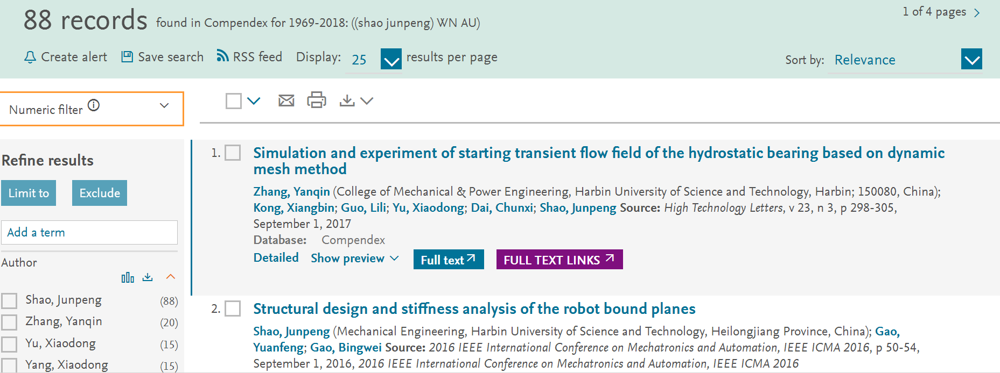 88 records found in Compendex for 1969-2018: ((shao junpeng) WN AU)
1 of 4 pages
Create alert Save search RSS feed Display: 25 results per page
Sort by: Relevance
Numeric filter
Refine results
Limit to Exclude
Add a term
Author
Shao, Junpeng (88)
Zhang, Yanqin (20)
Yu, Xiaodong (15)
Yang, Xiaodong (15)
1. Simulation and experiment of starting transient flow field of the hydrostatic bearing based on dynamic
mesh method
Zhang, Yanqin (College of Mechanical & Power Engineering, Harbin University of Science and Technology, Harbin; 150080, China);
Kong, Xiangbin; Guo, Lili; Yu, Xiaodong; Dai, Chunxi; Shao, Junpeng Source: High Technology Letters, v 23, n 3, p 298-305,
September 1, 2017
Database: Compendex
Detailed Show preview Full text FULL TEXT LINKS
2. Structural design and stiffness analysis of the robot bound planes
Shao, Junpeng (Mechanical Engineering, Harbin University of Science and Technology, Heilongjiang Province, China); Gao,
Yuanfeng; Gao, Bingwei Source: 2016 IEEE International Conference on Mechatronics and Automation, IEEE ICMA 2016, p 50-54,
September 1, 2016, 2016 IEEE International Conference on Mechatronics and Automation, IEEE ICMA 2016